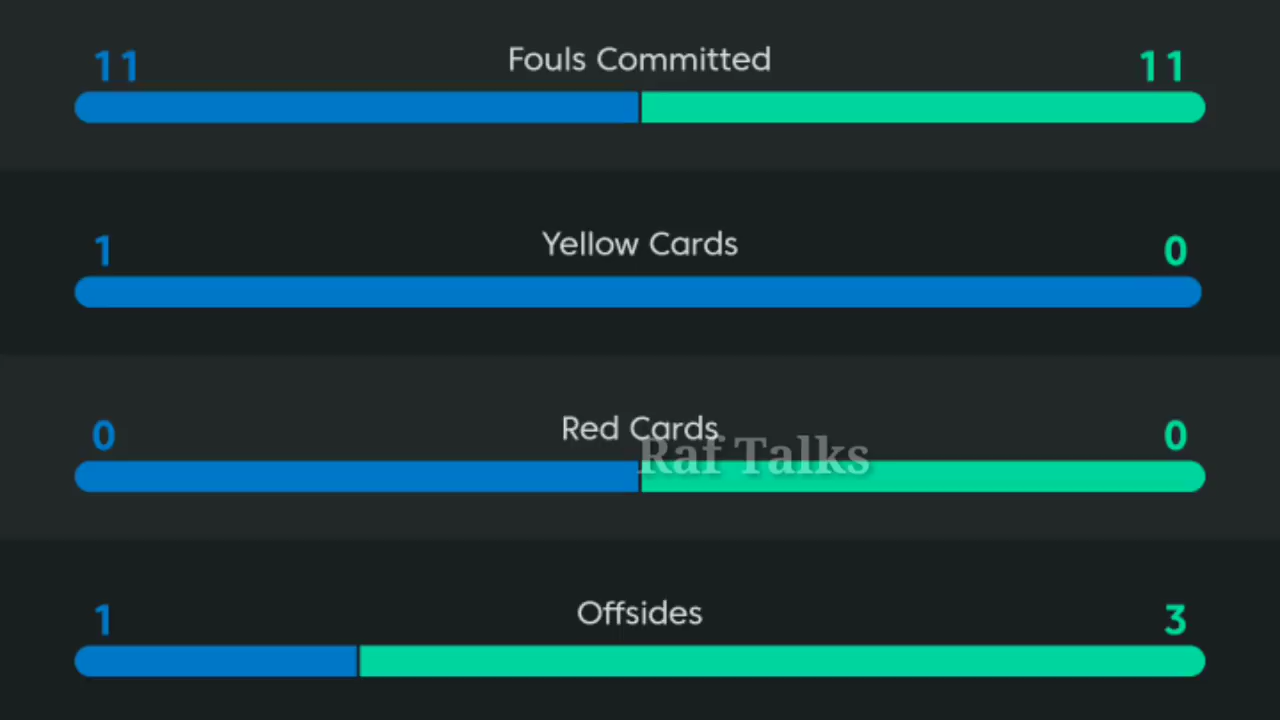 11 Fouls Committed 11
1 Yellow Cards 0
0 Red Cards 0
Raf Talks
1 Offsides 3